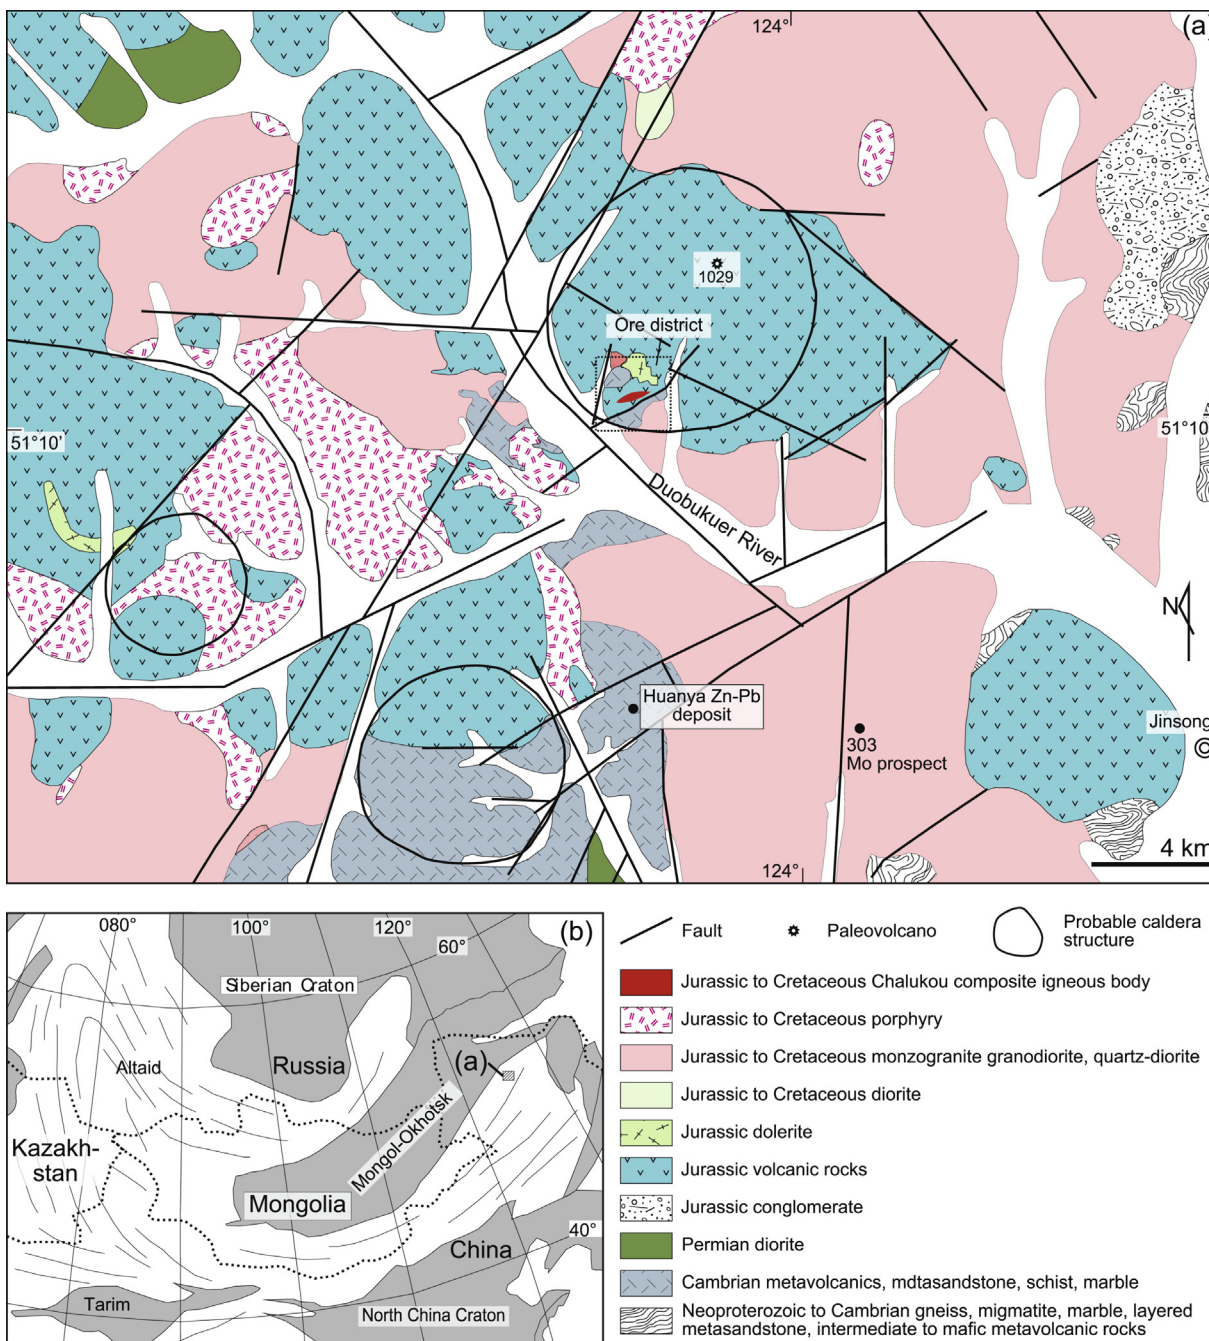 124°
(a)
1029
Ore district
51°10'
51°10'
Duobukuer River
N
Huanya Zn-Pb
deposit
Jinsong
303
Mo prospect
124°
4 km
080°
100°
120°
60°
(b)
Siberian Craton
Altaid
Russia
(a)
Mongol-Okhotsk
Kazakh-
stan
Mongolia
China
40°
Tarim
North China Craton
Fault
Paleovolcano
Probable caldera
structure
Jurassic to Cretaceous Chalukou composite igneous body
Jurassic to Cretaceous porphyry
Jurassic to Cretaceous monzogranite granodiorite, quartz-diorite
Jurassic to Cretaceous diorite
Jurassic dolerite
Jurassic volcanic rocks
Jurassic conglomerate
Permian diorite
Cambrian metavolcanics, mdtasandstone, schist, marble
Neoproterozoic to Cambrian gneiss, migmatite, marble, layered
metasandstone, intermediate to mafic metavolcanic rocks